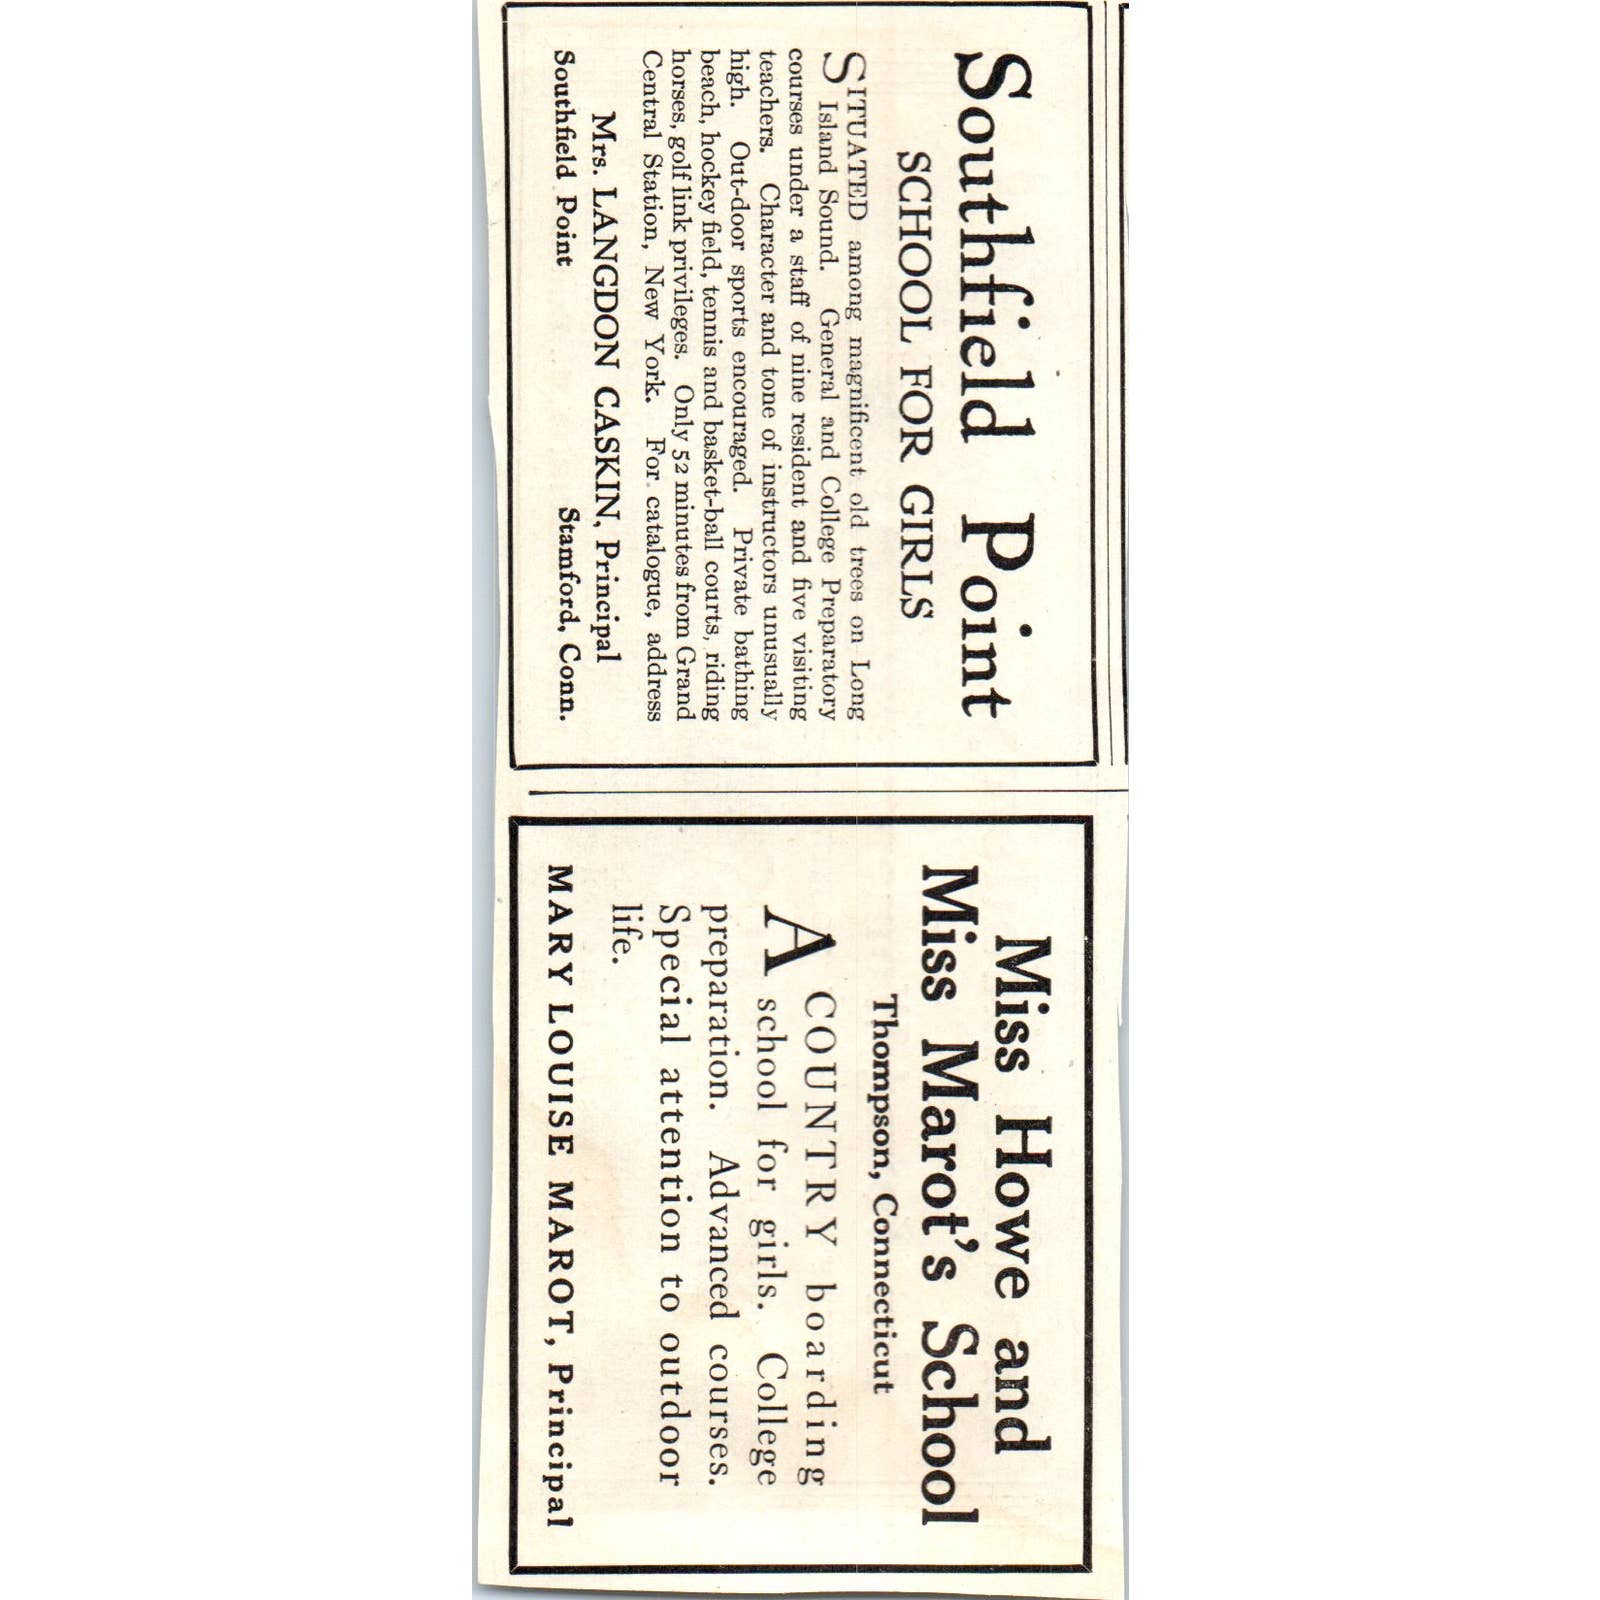 Southfield Point
SCHOOL FOR GIRLS
SITUATED among magnificent old trees on Long
Island Sound. General and College Preparatory
courses under a staff of nine resident and five visiting
teachers. Character and tone of instructors unusually
high. Out-door sports encouraged. Private bathing
beach, hockey field, tennis and basket-ball courts, riding
horses, golf link privileges. Only 52 minutes from Grand
Central Station, New York. For catalogue, address
Mrs. LANGDON CASKIN, Principal
Southfield Point Stamford, Conn.
Miss Howe and
Miss Marot's School
Thompson, Connecticut
A COUNTRY boarding
school for girls. College
preparation. Advanced courses.
Special attention to outdoor
life.
MARY LOUISE MAROT, Principal